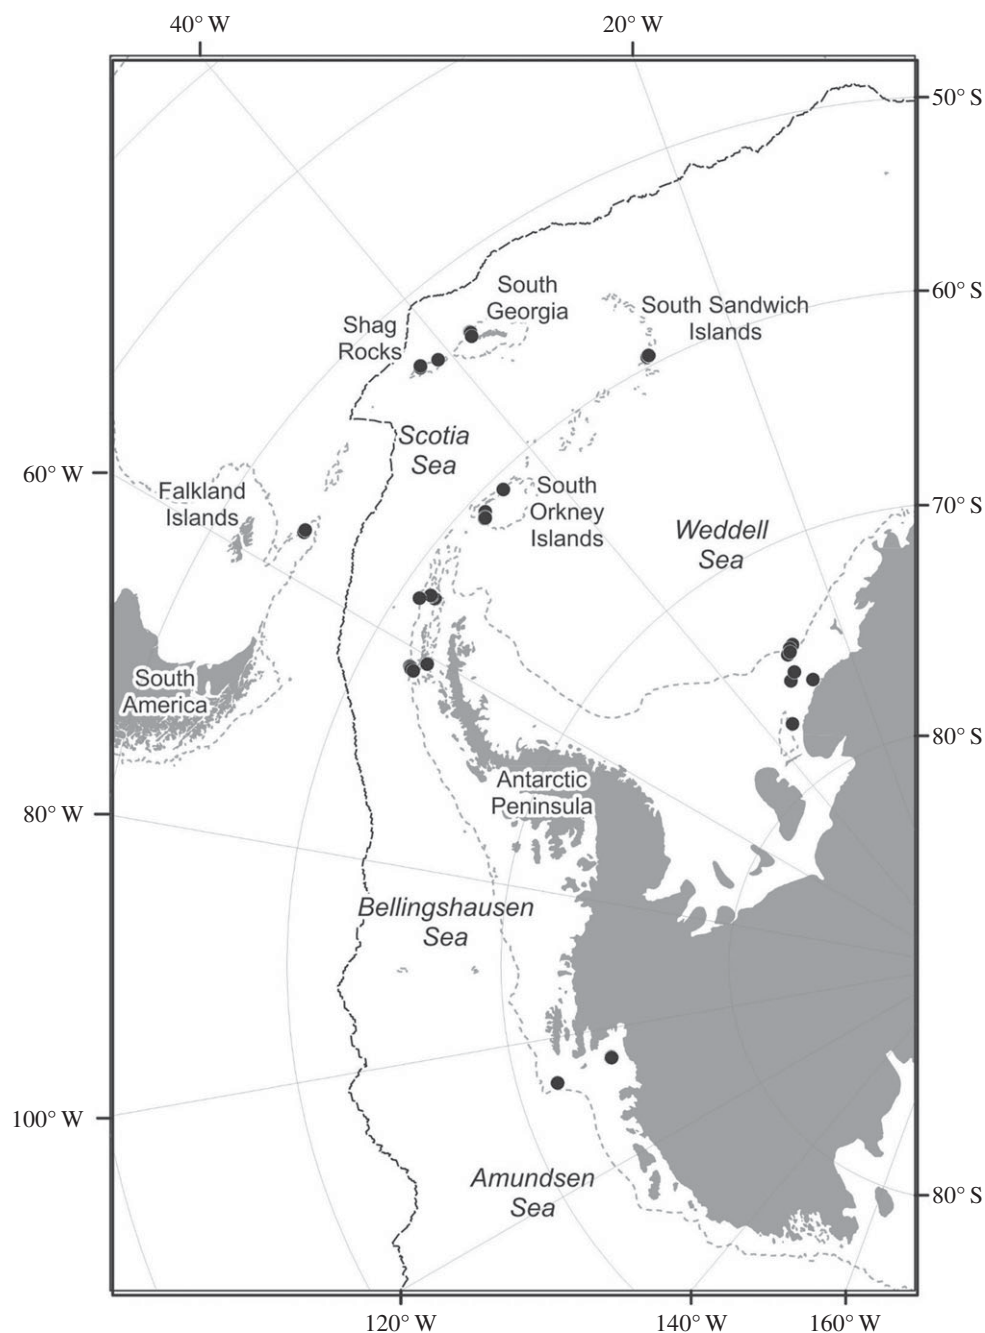 40° W
20° W
50° S
South
Georgia
60° S
South Sandwich
Islands
Shag
Rocks
Scotia
Sea
60° W
Falkland
Islands
South
Orkney
Islands
70° S
Weddell
Sea
South
America
80° S
Antarctic
Peninsula
80° W
Bellingshausen
Sea
100° W
Amundsen
Sea
80° S
120° W
140° W
160° W